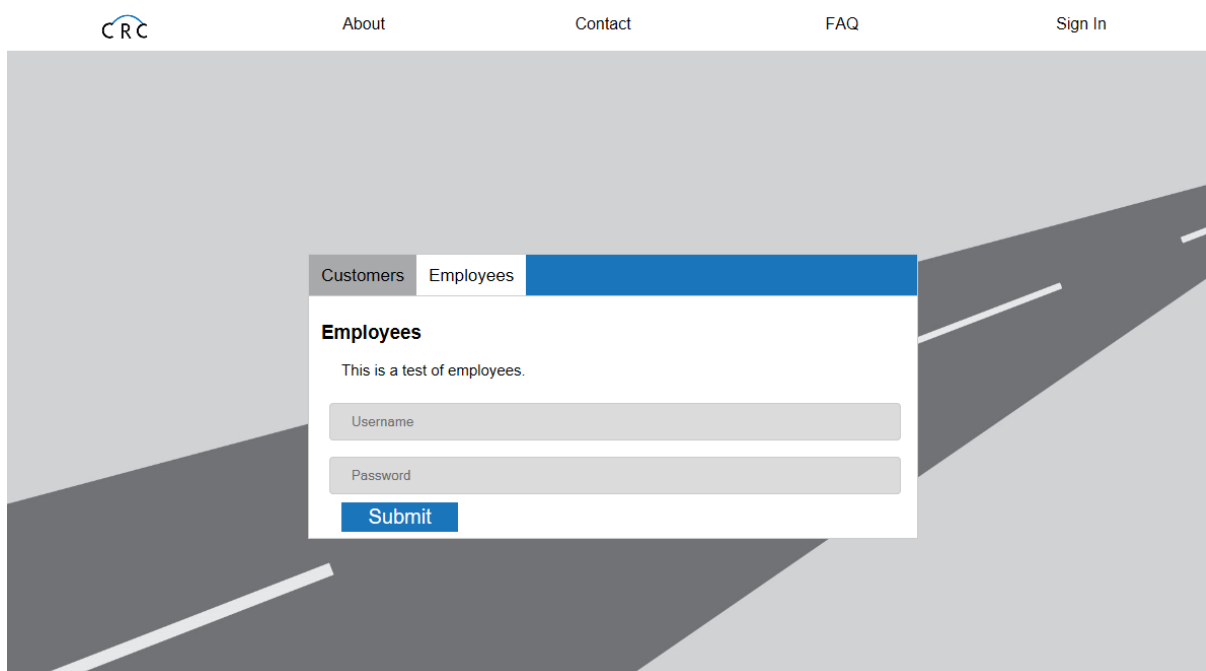 CRC About Contact FAQ Sign In
Customers Employees
Employees
This is a test of employees.
Username
Password
Submit